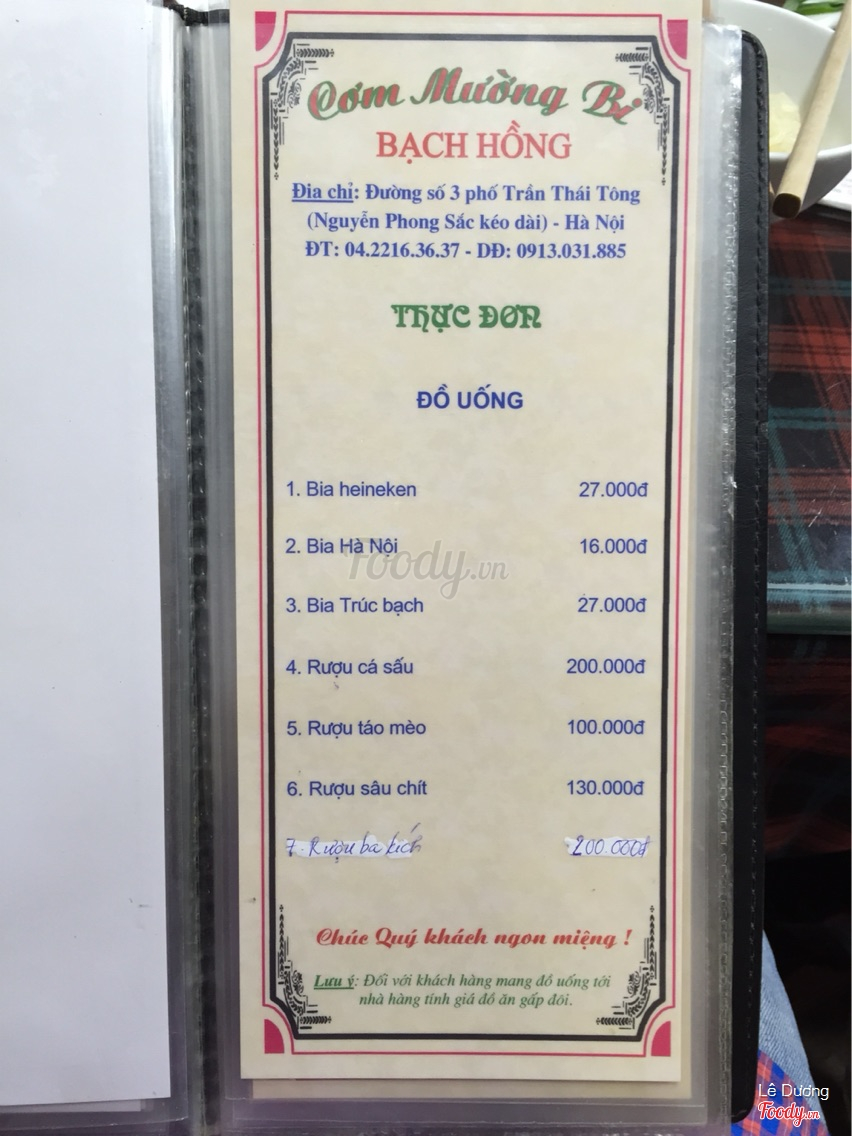 Cơm Mường Bi
BẠCH HỒNG
Đia chỉ: Đường số 3 phố Trần Thái Tông
(Nguyễn Phong Sắc kéo dài) - Hà Nội
ĐT: 04.2216.36.37 - DĐ: 0913.031.885
THỰC ĐƠN
ĐỒ UỐNG
1. Bia heineken 27.000đ
2. Bia Hà Nội 16.000đ
Foody.vn
3. Bia Trúc bạch 27.000đ
4. Rượu cá sấu 200.000đ
5. Rượu táo mèo 100.000đ
6. Rượu sâu chít 130.000đ
7. Rượu ba kích 200.000đ
Chúc Quý khách ngon miệng !
Lưu ý: Đối với khách hàng mang đồ uống tới
nhà hàng tính giá đồ ăn gấp đôi.
Lê Dương
Foody.vn